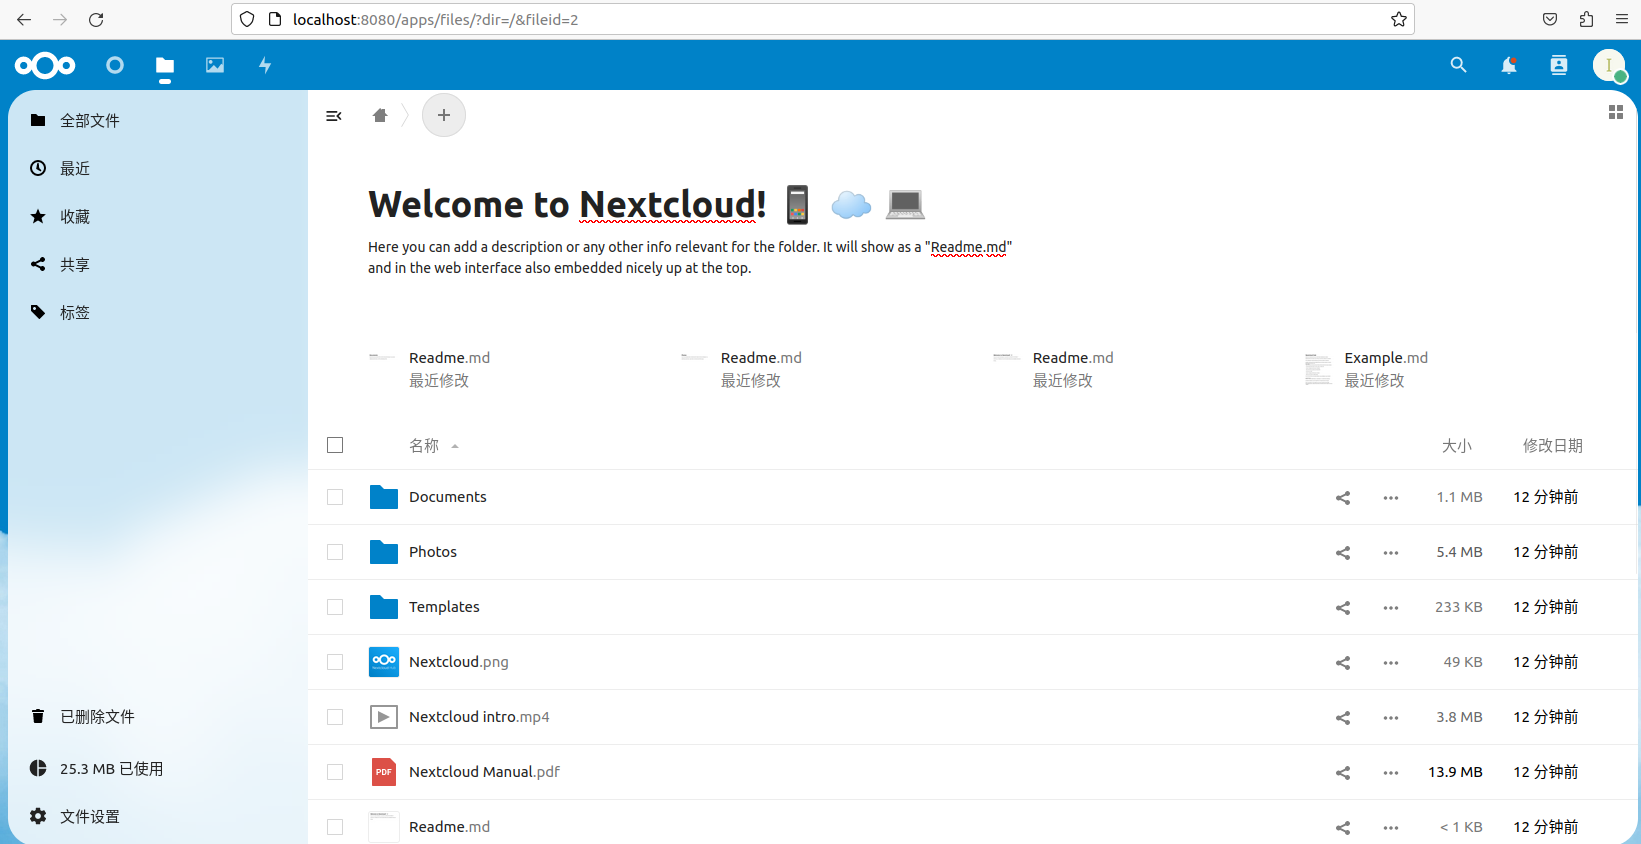 localhost:8080/apps/files/?dir=/&fileid=2
I
全部文件
最近
收藏
共享
标签
已删除文件
25.3 MB 已使用
文件设置
Welcome to Nextcloud! 📱 ☁️ 💻
Here you can add a description or any other info relevant for the folder. It will show as a "Readme.md"
and in the web interface also embedded nicely up at the top.
Readme.md Readme.md Readme.md Example.md
最近修改 最近修改 最近修改 最近修改
名称 大小 修改日期
Documents 1.1 MB 12 分钟前
Photos 5.4 MB 12 分钟前
Templates 233 KB 12 分钟前
Nextcloud.png 49 KB 12 分钟前
Nextcloud intro.mp4 3.8 MB 12 分钟前
PDF Nextcloud Manual.pdf 13.9 MB 12 分钟前
Readme.md < 1 KB 12 分钟前